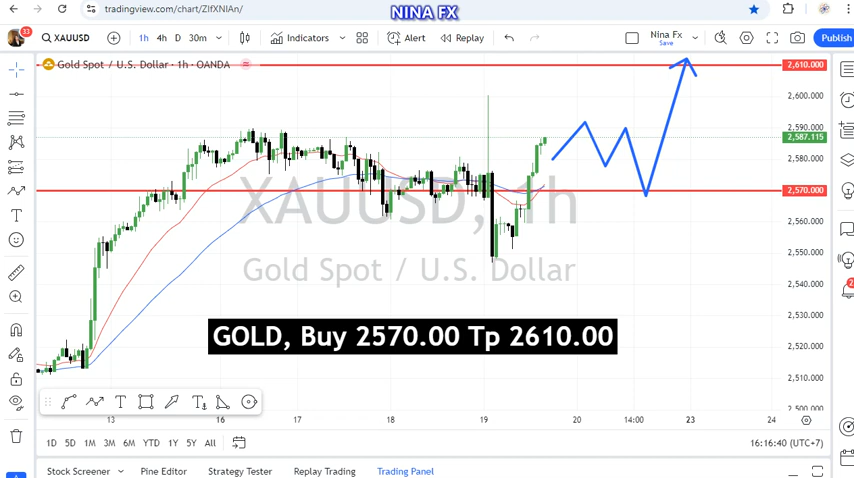 NINA FX
tradingview.com/chart/ZIfXNIAn/
33
XAUUSD
1h 4h D 30m
Indicators
Alert
Replay
Nina Fx
Save
Publish
Gold Spot / U.S. Dollar · 1h · OANDA
2,610.000
2,600.000
2,590.000
2,587.115
2,580.000
2,570.000
2,560.000
2,550.000
2,540.000
2,530.000
2,520.000
2,510.000
2,500.000
XAUUSD, 1h
Gold Spot / U.S. Dollar
GOLD, Buy 2570.00 Tp 2610.00
13 16 17 18 19 20 14:00 23 24
1D 5D 1M 3M 6M YTD 1Y 5Y All
16:16:40 (UTC+7)
Stock Screener Pine Editor Strategy Tester Replay Trading Trading Panel